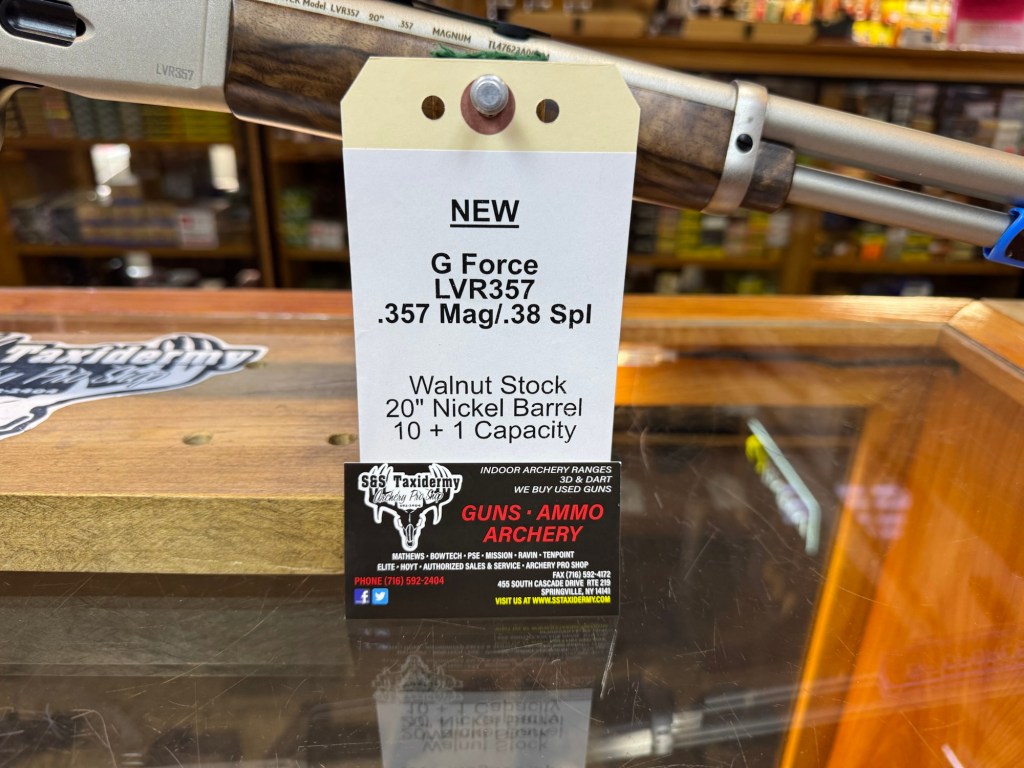 Model LVR357 20" .357 MAGNUM
LVR357
NEW
G Force
LVR357
.357 Mag/.38 Spl
Walnut Stock
20" Nickel Barrel
10 + 1 Capacity
Taxidermy
S&S Taxidermy
Archery Pro Shop
INDOOR ARCHERY RANGES
3D & DART
WE BUY USED GUNS
GUNS · AMMO
ARCHERY
MATHEWS · BOWTECH · PSE · MISSION · RAVIN · TENPOINT
ELITE · HOYT · AUTHORIZED SALES & SERVICE · ARCHERY PRO SHOP
PHONE (716) 592-2404
FAX (716) 592-4172
455 SOUTH CASCADE DRIVE RTE 219
SPRINGVILLE, NY 14141
VISIT US AT WWW.SSTAXIDERMY.COM